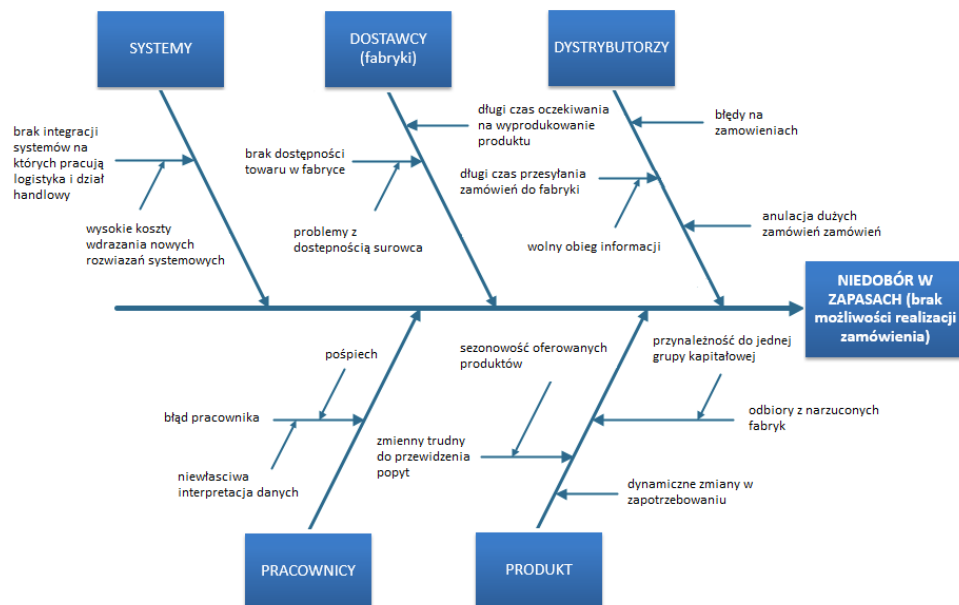 SYSTEMY
DOSTAWCY
(fabryki)
DYSTRYBUTORZY
brak integracji
systemów na
których pracują
logistyka i dział
handlowy
wysokie koszty
wdrazania nowych
rozwiazań systemowych
długi czas oczekiwania
na wyprodukowanie
produktu
brak dostępności
towaru w fabryce
problemy z
dostepnością surowca
błędy na
zamowieniach
długi czas przesyłania
zamówień do fabryki
wolny obieg informacji
anulacja dużych
zamówień zamówień
NIEDOBÓR W
ZAPASACH (brak
możliwości realizacji
zamówienia)
pośpiech
błąd pracownika
niewłasciwa
interpretacja danych
sezonowość oferowanych
produktów
przynależność do jednej
grupy kapitałowej
odbiory z narzuconych
fabryk
zmienny trudny
do przewidzenia
popyt
dynamiczne zmiany w
zapotrzebowaniu
PRACOWNICY
PRODUKT